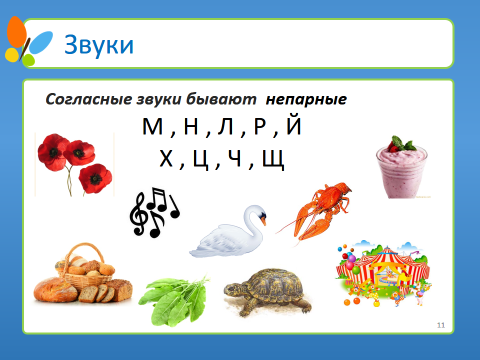 Звуки
Согласные звуки бывают непарные
М , Н , Л , Р , Й
Х , Ц , Ч , Щ
11